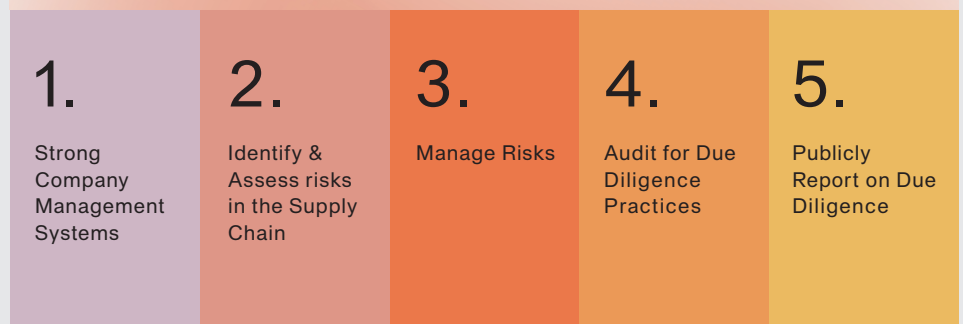 1.
Strong
Company
Management
Systems
2.
Identify &
Assess risks
in the Supply
Chain
3.
Manage Risks
4.
Audit for Due
Diligence
Practices
5.
Publicly
Report on Due
Diligence